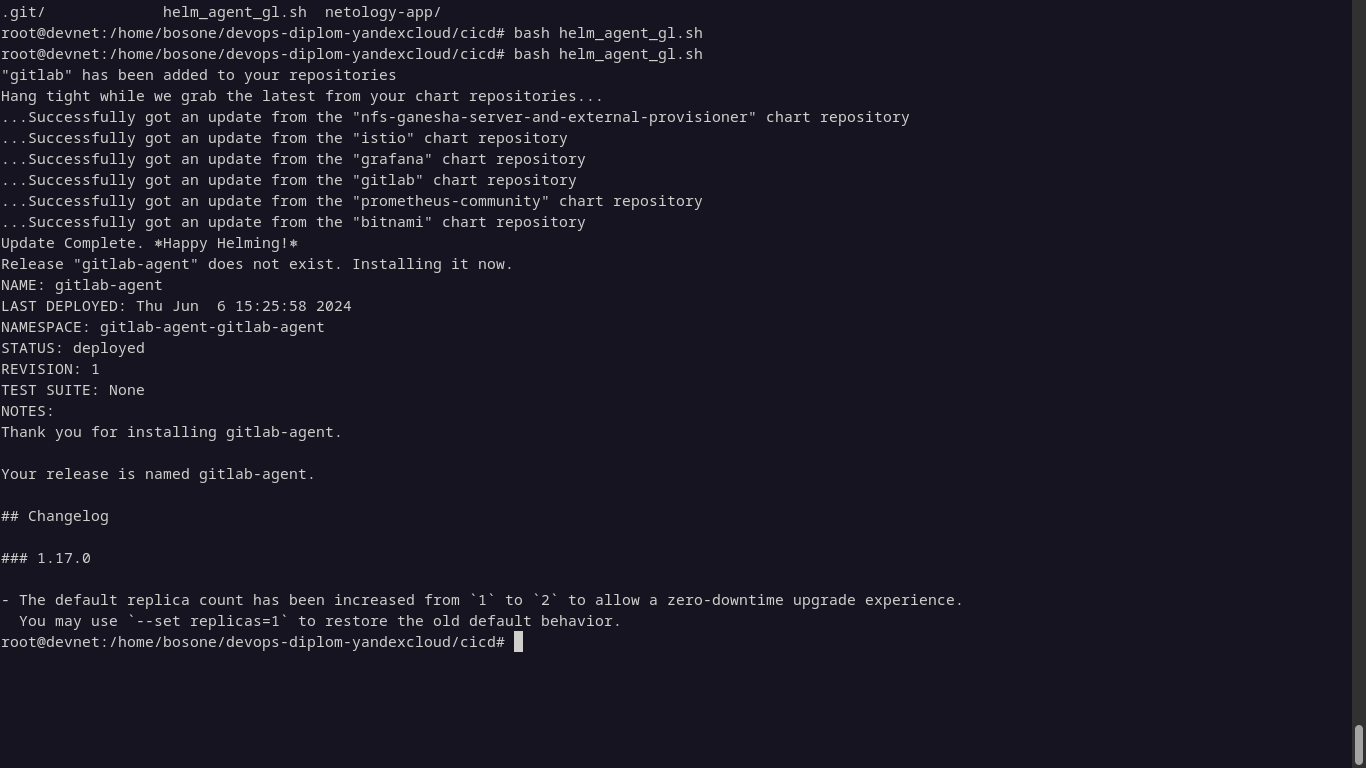 .git/             helm_agent_gl.sh  netology-app/
root@devnet:/home/bosone/devops-diplom-yandexcloud/cicd# bash helm_agent_gl.sh
root@devnet:/home/bosone/devops-diplom-yandexcloud/cicd# bash helm_agent_gl.sh
"gitlab" has been added to your repositories
Hang tight while we grab the latest from your chart repositories...
...Successfully got an update from the "nfs-ganesha-server-and-external-provisioner" chart repository
...Successfully got an update from the "istio" chart repository
...Successfully got an update from the "grafana" chart repository
...Successfully got an update from the "gitlab" chart repository
...Successfully got an update from the "prometheus-community" chart repository
...Successfully got an update from the "bitnami" chart repository
Update Complete. ⎈Happy Helming!⎈
Release "gitlab-agent" does not exist. Installing it now.
NAME: gitlab-agent
LAST DEPLOYED: Thu Jun  6 15:25:58 2024
NAMESPACE: gitlab-agent-gitlab-agent
STATUS: deployed
REVISION: 1
TEST SUITE: None
NOTES:
Thank you for installing gitlab-agent.

Your release is named gitlab-agent.

## Changelog

### 1.17.0

- The default replica count has been increased from `1` to `2` to allow a zero-downtime upgrade experience.
  You may use `--set replicas=1` to restore the old default behavior.
root@devnet:/home/bosone/devops-diplom-yandexcloud/cicd#